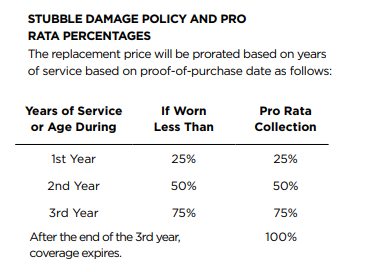 STUBBLE DAMAGE POLICY AND PRO
RATA PERCENTAGES
The replacement price will be prorated based on years
of service based on proof-of-purchase date as follows:
Years of Service If Worn Pro Rata
or Age During Less Than Collection
1st Year 25% 25%
2nd Year 50% 50%
3rd Year 75% 75%
After the end of the 3rd year, 100%
coverage expires.